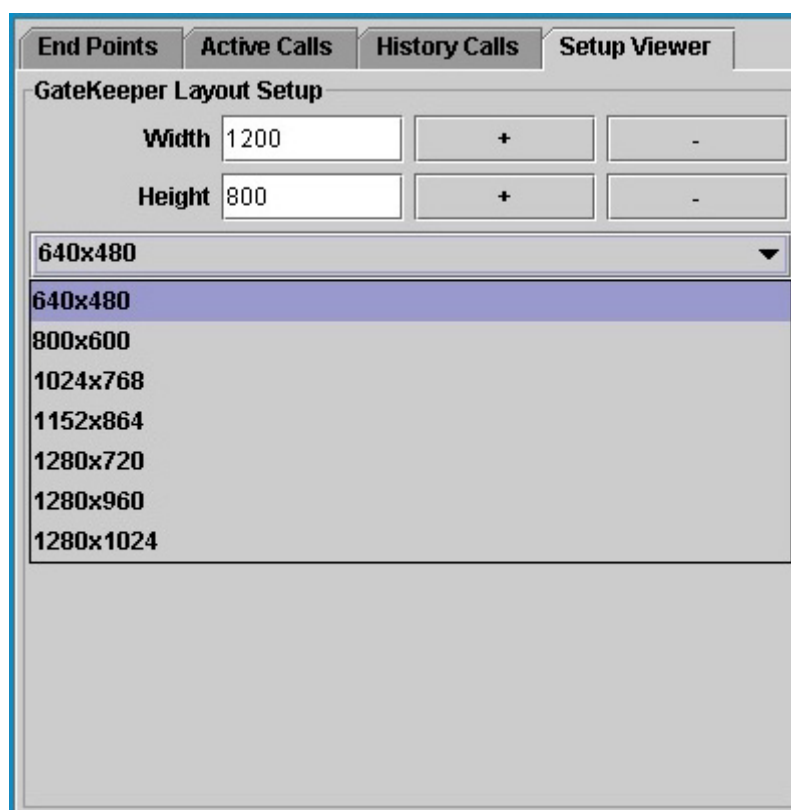 End Points Active Calls History Calls Setup Viewer
GateKeeper Layout Setup
Width 1200 + -
Height 800 + -
640x480
640x480
800x600
1024x768
1152x864
1280x720
1280x960
1280x1024